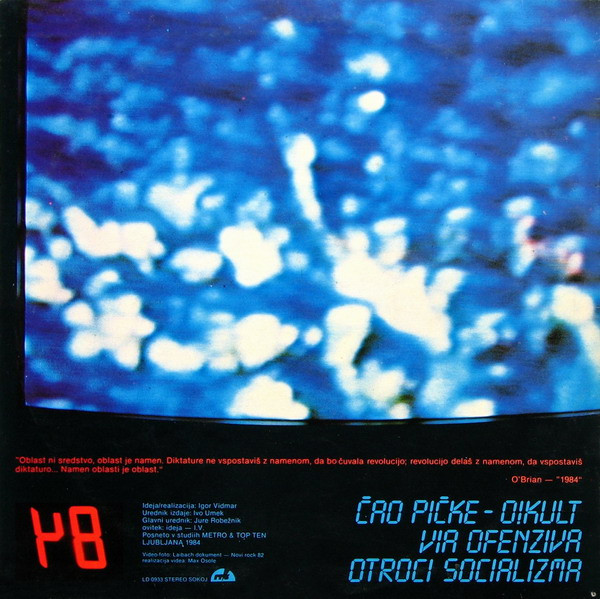 "Oblast ni sredstvo, oblast je namen. Diktature ne vspostaviš z namenom, da bo čuvala revolucijo; revolucijo delaš z namenom, da vspostaviš
diktaturo... Namen oblasti je oblast."
O'Brian — "1984"
Ideja/realizacija: Igor Vidmar
Urednik izdaje: Ivo Umek
Glavni urednik: Jure Robežnik
ovitek: ideja — I.V.
Posneto v studiih METRO & TOP TEN
LJUBLJANA, 1984
Video foto: Laibach dokument — Novi rock 82
realizacija videa: Max Osole
LD 0933 STEREO SOKOJ
ČAO PIČKE - O!KULT
VIA OFENZIVA
OTROCI SOCIALIZMA